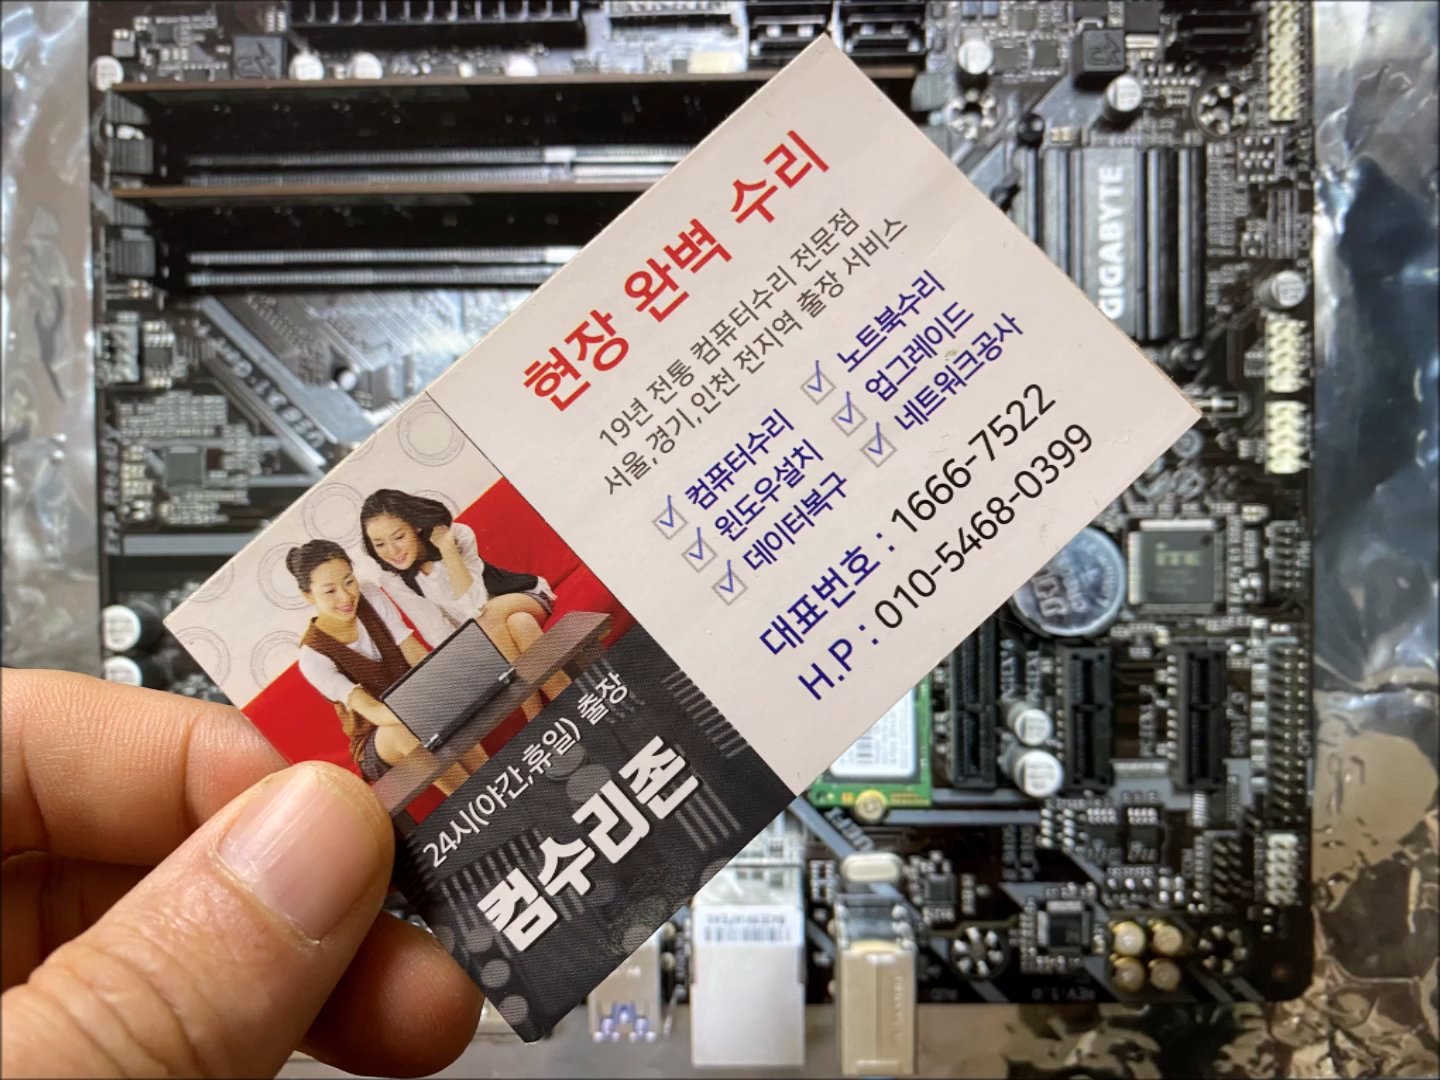 현장 완벽 수리
19년 전통 컴퓨터수리 전문점
서울,경기,인천 전지역 출장 서비스
컴퓨터수리
윈도우설치
데이터복구
노트북수리
업그레이드
네트워크공사
대표번호 : 1666-7522
H.P : 010-5468-0399
24시(야간,휴일) 출장
컴수리존
GIGABYTE
iTE